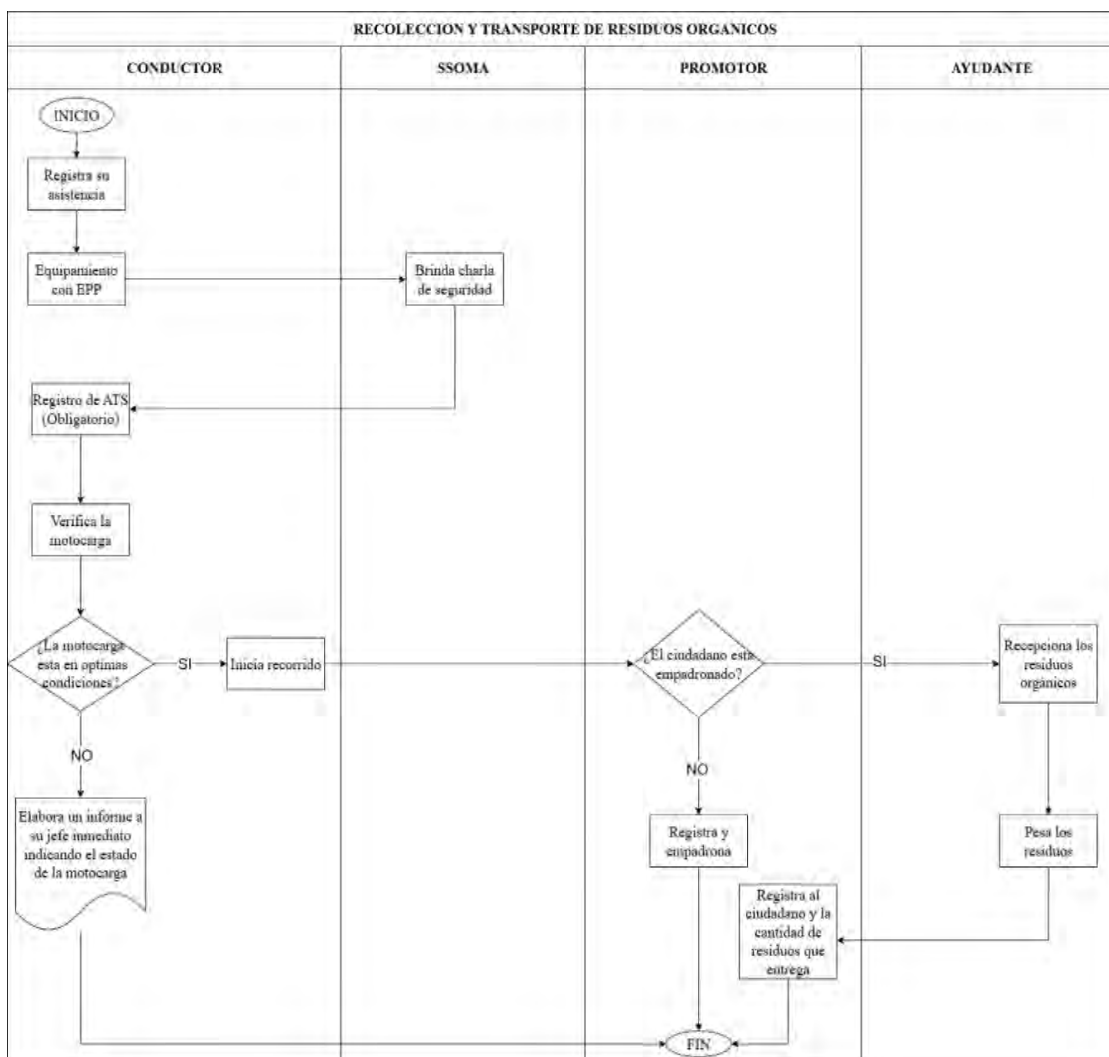 RECOLECCION Y TRANSPORTE DE RESIDUOS ORGANICOS
CONDUCTOR
SSOMA
PROMOTOR
AYUDANTE
INICIO
Registra su
asistencia
Equipamiento
con EPP
Brinda charla
de seguridad
Registro de ATS
(Obligatorio)
Verifica la
motocarga
¿La motocarga
esta en optimas
condiciones?
SI
Inicia recorrido
¿El ciudadano esta
empadronado?
SI
Recepciona los
residuos
orgánicos
NO
NO
Elabora un informe a
su jefe inmediato
indicando el estado
de la motocarga
Registra y
empadrona
Pesa los
residuos
Registra al
ciudadano y la
cantidad de
residuos que
entrega
FIN